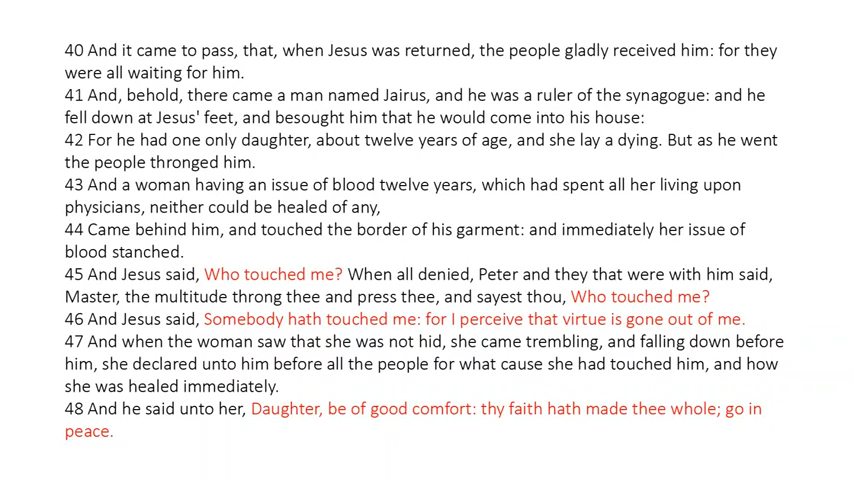 40 And it came to pass, that, when Jesus was returned, the people gladly received him: for they
were all waiting for him.
41 And, behold, there came a man named Jairus, and he was a ruler of the synagogue: and he
fell down at Jesus' feet, and besought him that he would come into his house:
42 For he had one only daughter, about twelve years of age, and she lay a dying. But as he went
the people thronged him.
43 And a woman having an issue of blood twelve years, which had spent all her living upon
physicians, neither could be healed of any,
44 Came behind him, and touched the border of his garment: and immediately her issue of
blood stanched.
45 And Jesus said, Who touched me? When all denied, Peter and they that were with him said,
Master, the multitude throng thee and press thee, and sayest thou, Who touched me?
46 And Jesus said, Somebody hath touched me: for I perceive that virtue is gone out of me.
47 And when the woman saw that she was not hid, she came trembling, and falling down before
him, she declared unto him before all the people for what cause she had touched him, and how
she was healed immediately.
48 And he said unto her, Daughter, be of good comfort: thy faith hath made thee whole; go in
peace.